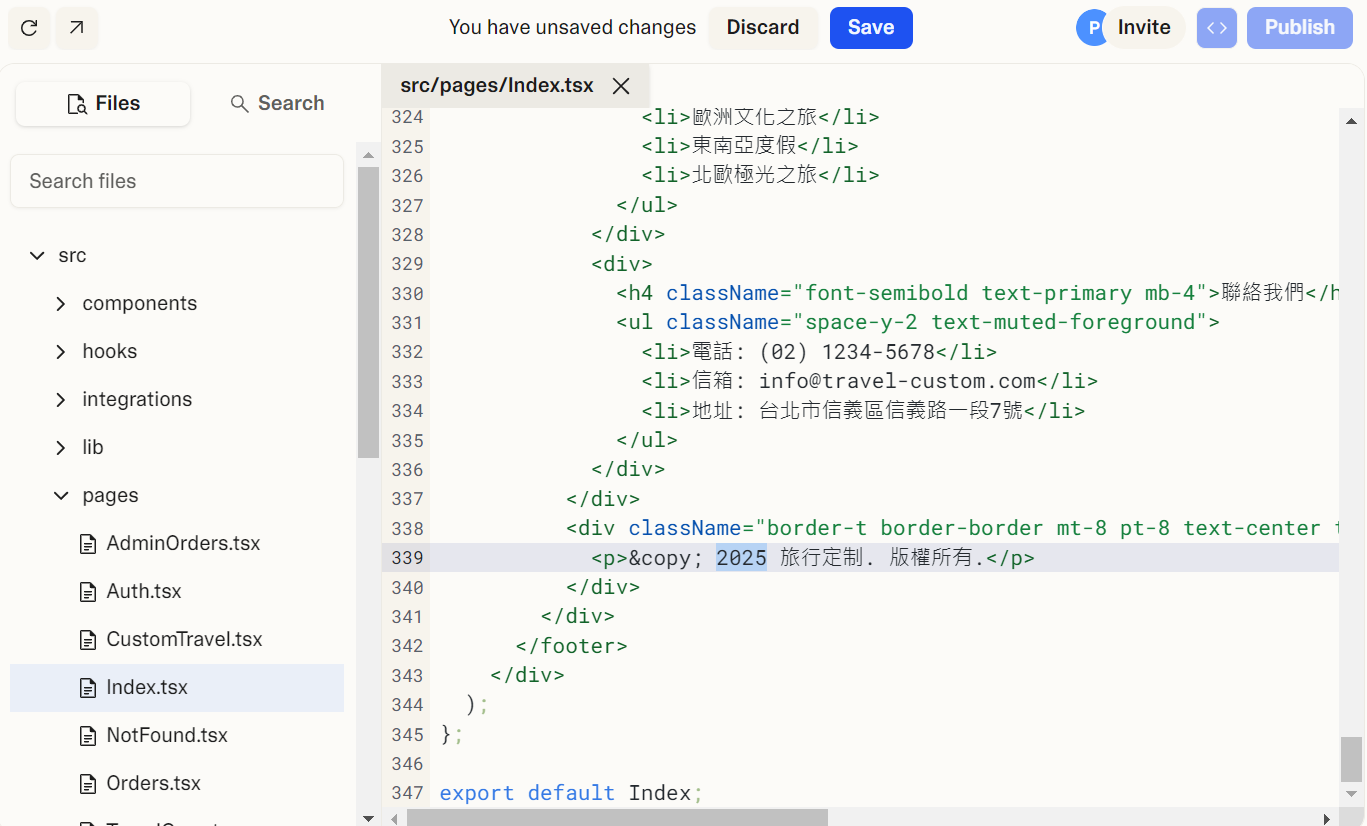 You have unsaved changes Discard Save P Invite <> Publish
Files Search
src/pages/Index.tsx
Search files
src
components
hooks
integrations
lib
pages
AdminOrders.tsx
Auth.tsx
CustomTravel.tsx
Index.tsx
NotFound.tsx
Orders.tsx
324 <li>歐洲文化之旅</li>
325 <li>東南亞度假</li>
326 <li>北歐極光之旅</li>
327 </ul>
328 </div>
329 <div>
330 <h4 className="font-semibold text-primary mb-4">聯絡我們</h
331 <ul className="space-y-2 text-muted-foreground">
332 <li>電話: (02) 1234-5678</li>
333 <li>信箱: info@travel-custom.com</li>
334 <li>地址: 台北市信義區信義路一段7號</li>
335 </ul>
336 </div>
337 </div>
338 <div className="border-t border-border mt-8 pt-8 text-center
339 <p>&copy; 2025 旅行定制. 版權所有.</p>
340 </div>
341 </div>
342 </footer>
343 </div>
344 );
345 };
346
347 export default Index;